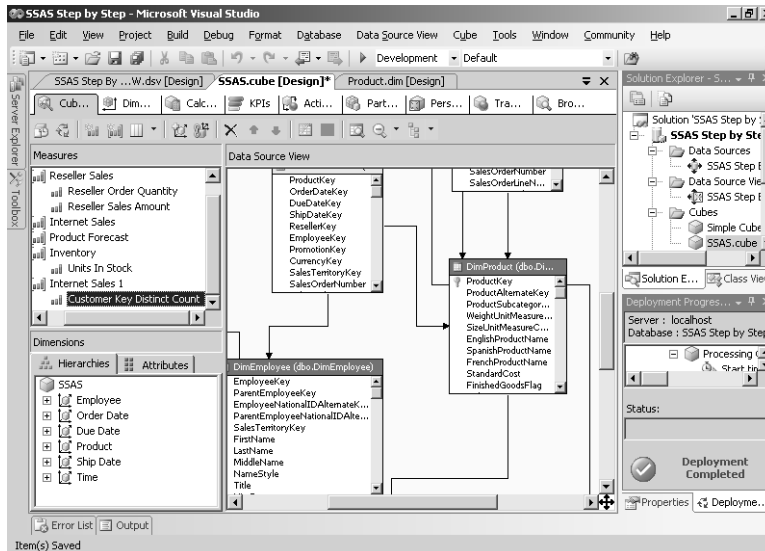 SSAS Step by Step - Microsoft Visual Studio
File Edit View Project Build Debug Format Database Data Source View Cube Tools Window Community Help
Development Default
SSAS Step By ...W.dsv [Design] SSAS.cube [Design]* Product.dim [Design]
Cub... Dim... Calc... KPIs Acti... Part... Pers... Tra... Bro...
Server Explorer
Toolbox
Measures
Reseller Sales
Reseller Order Quantity
Reseller Sales Amount
Internet Sales
Product Forecast
Inventory
Units In Stock
Internet Sales 1
Customer Key Distinct Count
Dimensions
Hierarchies Attributes
SSAS
Employee
Order Date
Due Date
Product
Ship Date
Time
Data Source View
ProductKey
OrderDateKey
DueDateKey
ShipDateKey
ResellerKey
EmployeeKey
PromotionKey
CurrencyKey
SalesTerritoryKey
SalesOrderNumber
SalesOrderNumber
SalesOrderLineN...
DimProduct (dbo.Di...
ProductKey
ProductAlternateKey
ProductSubcategor...
WeightUnitMeasure...
SizeUnitMeasureC...
EnglishProductName
SpanishProductName
FrenchProductName
StandardCost
FinishedGoodsFlag
DimEmployee (dbo.DimEmployee)
EmployeeKey
ParentEmployeeKey
EmployeeNationalIDAlternateK...
ParentEmployeeNationalIDAlte...
SalesTerritoryKey
FirstName
LastName
MiddleName
NameStyle
Title
Solution Explorer - S...
Solution 'SSAS Step by
SSAS Step by Ste
Data Sources
SSAS Step B
Data Source Vie
SSAS Step B
Cubes
Simple Cube
SSAS.cube
Solution E... Class Vie
Deployment Progres...
Server : localhost
Database : SSAS Step by Step
Processing
Start tim
Status:
Deployment
Completed
Properties Deployme...
Error List Output
Item(s) Saved